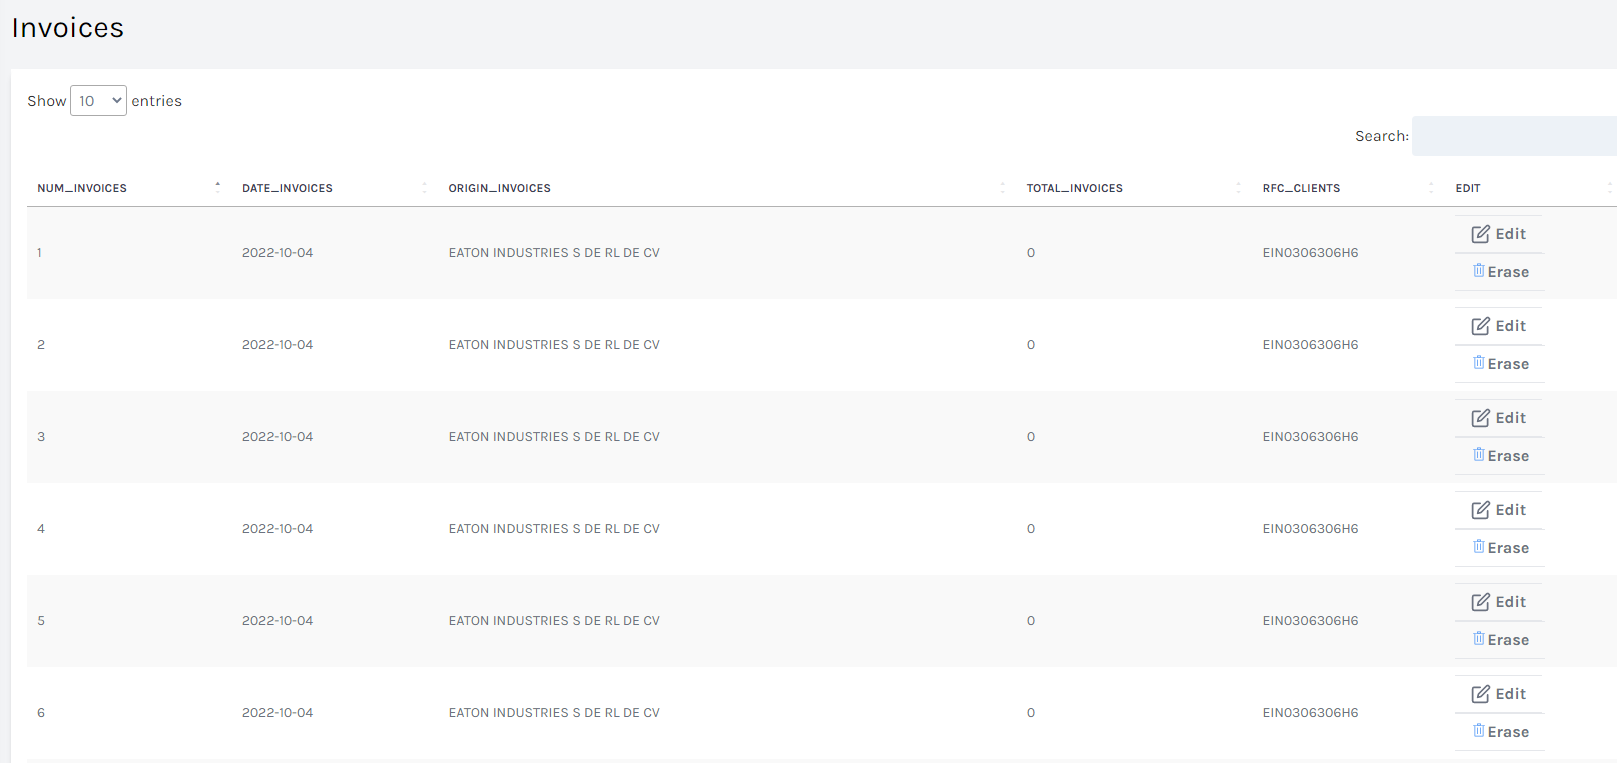 Invoices
Show 10 entries
Search:
NUM_INVOICES DATE_INVOICES ORIGIN_INVOICES TOTAL_INVOICES RFC_CLIENTS EDIT
1 2022-10-04 EATON INDUSTRIES S DE RL DE CV 0 EIN0306306H6 Edit
Erase
2 2022-10-04 EATON INDUSTRIES S DE RL DE CV 0 EIN0306306H6 Edit
Erase
3 2022-10-04 EATON INDUSTRIES S DE RL DE CV 0 EIN0306306H6 Edit
Erase
4 2022-10-04 EATON INDUSTRIES S DE RL DE CV 0 EIN0306306H6 Edit
Erase
5 2022-10-04 EATON INDUSTRIES S DE RL DE CV 0 EIN0306306H6 Edit
Erase
6 2022-10-04 EATON INDUSTRIES S DE RL DE CV 0 EIN0306306H6 Edit
Erase